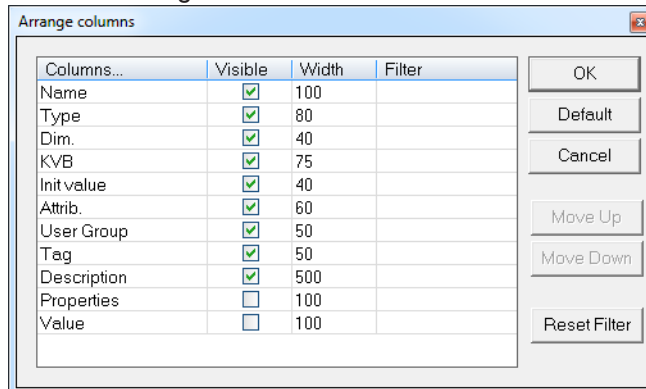 Arrange columns
Columns... Visible Width Filter
Name 100
Type 80
Dim. 40
KVB 75
Init value 40
Attrib. 60
User Group 50
Tag 50
Description 500
Properties 100
Value 100
OK
Default
Cancel
Move Up
Move Down
Reset Filter